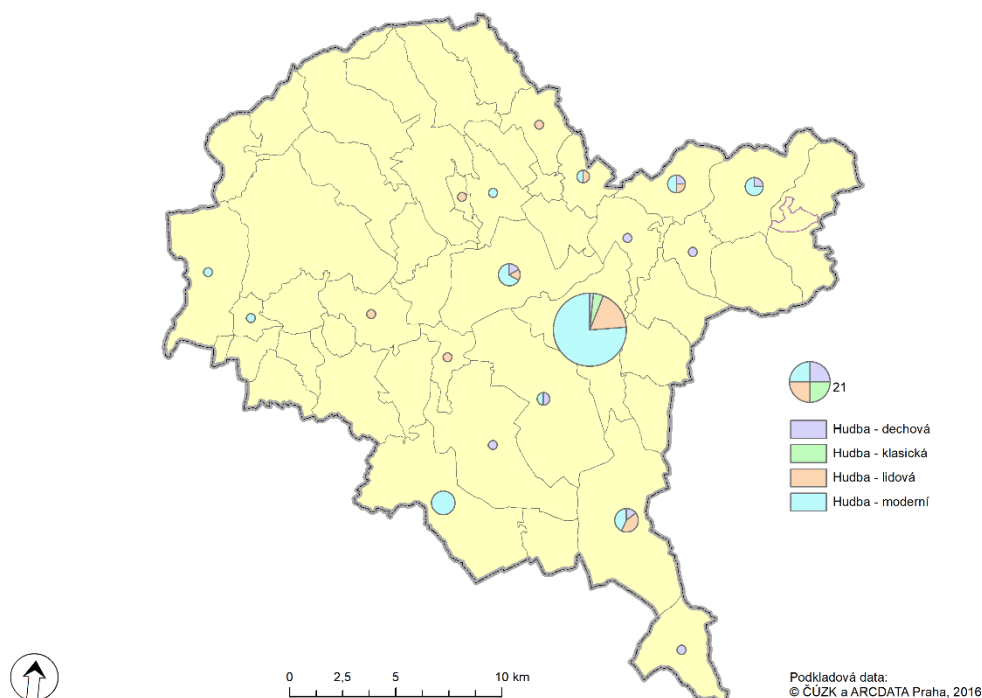 21
Hudba - dechová
Hudba - klasická
Hudba - lidová
Hudba - moderní
0 2,5 5 10 km
Podkladová data:
© ČÚZK a ARCDATA Praha, 2016